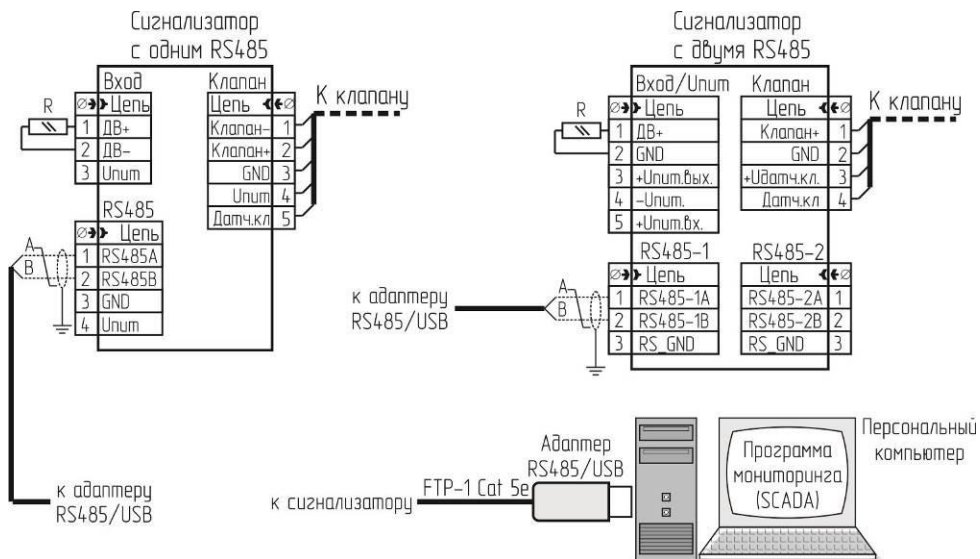 Сигнализатор
с одним RS485
Вход
Клапан
Цепь
Цепь
R
1 ДВ+
2 ДВ-
3 Uпит
Клапан- 1
Клапан+ 2
GND 3
Uпит 4
Датч.кл 5
К клапану
RS485
Цепь
A
B
1 RS485A
2 RS485B
3 GND
4 Uпит
к адаптеру
RS485/USB
Сигнализатор
с двумя RS485
Вход/Uпит
Клапан
Цепь
Цепь
R
1 ДВ+
2 GND
3 +Uпит.вых.
4 -Uпит.
5 +Uпит.вх.
Клапан+ 1
GND 2
+Uдатч.кл. 3
Датч.кл 4
К клапану
RS485-1
RS485-2
Цепь
Цепь
A
B
1 RS485-1A
2 RS485-1B
3 RS_GND
RS485-2A 1
RS485-2B 2
RS_GND 3
к адаптеру
RS485/USB
к сигнализатору
FTP-1 Cat 5e
Адаптер
RS485/USB
Программа
мониторинга
(SCADA)
Персональный
компьютер